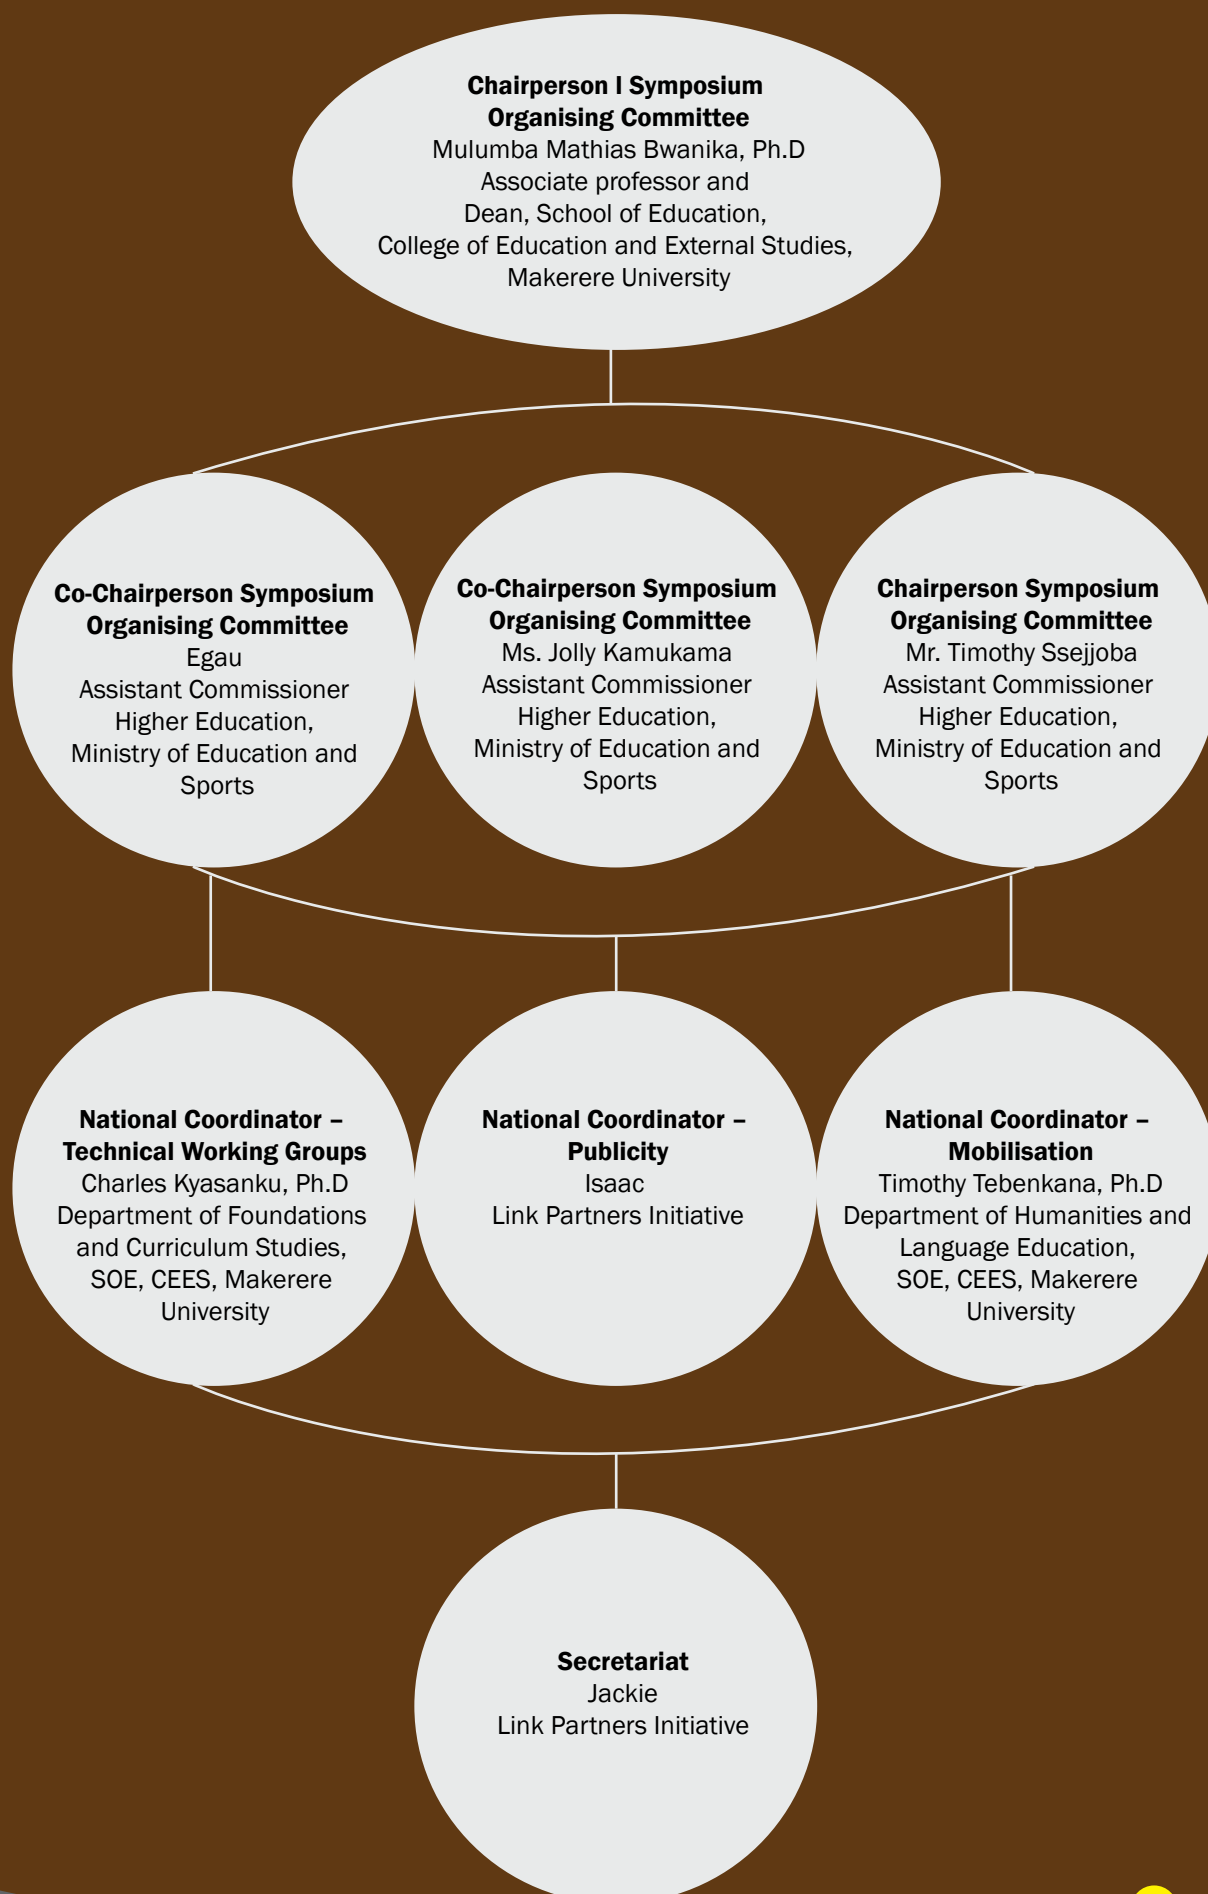 Chairperson I Symposium
Organising Committee
Mulumba Mathias Bwanika, Ph.D
Associate professor and
Dean, School of Education,
College of Education and External Studies,
Makerere University
Co-Chairperson Symposium
Organising Committee
Egau
Assistant Commissioner
Higher Education,
Ministry of Education and
Sports
Co-Chairperson Symposium
Organising Committee
Ms. Jolly Kamukama
Assistant Commissioner
Higher Education,
Ministry of Education and
Sports
Chairperson Symposium
Organising Committee
Mr. Timothy Ssejjoba
Assistant Commissioner
Higher Education,
Ministry of Education and
Sports
National Coordinator –
Technical Working Groups
Charles Kyasanku, Ph.D
Department of Foundations
and Curriculum Studies,
SOE, CEES, Makerere
University
National Coordinator –
Publicity
Isaac
Link Partners Initiative
National Coordinator –
Mobilisation
Timothy Tebenkana, Ph.D
Department of Humanities and
Language Education,
SOE, CEES, Makerere
University
Secretariat
Jackie
Link Partners Initiative